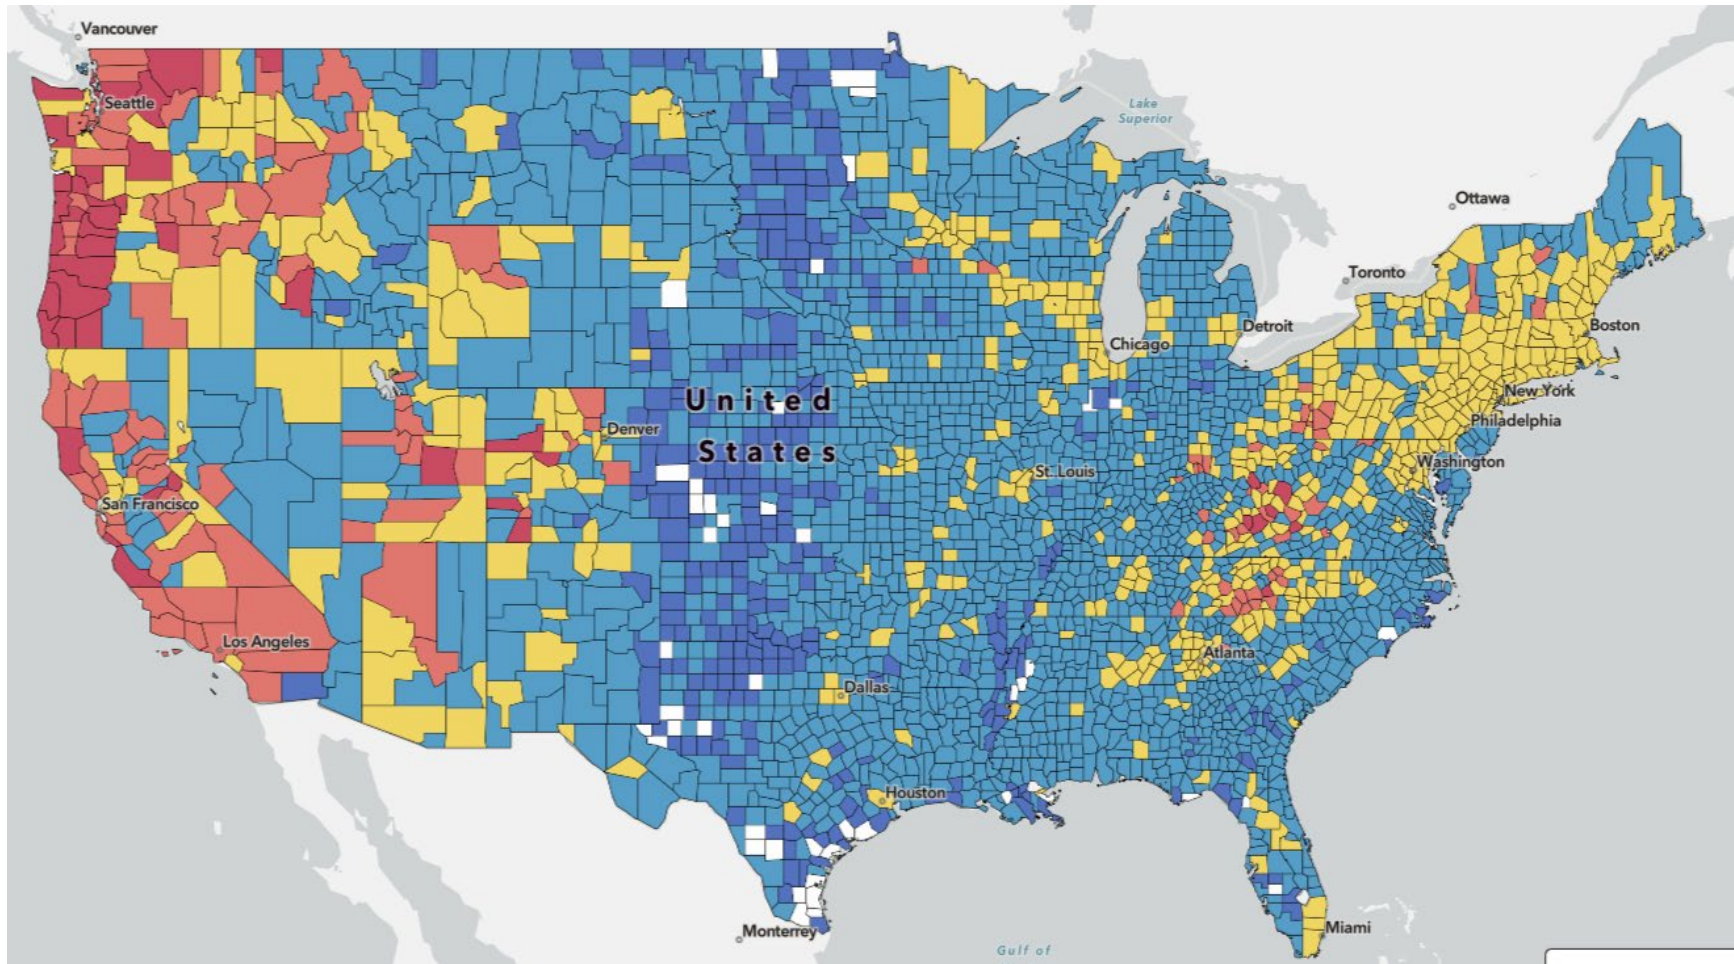 Vancouver
Seattle
Lake
Superior
Ottawa
Toronto
Boston
Detroit
Chicago
New York
Philadelphia
United
States
Denver
St. Louis
Washington
San Francisco
Los Angeles
Atlanta
Dallas
Houston
Miami
Monterrey
Gulf of